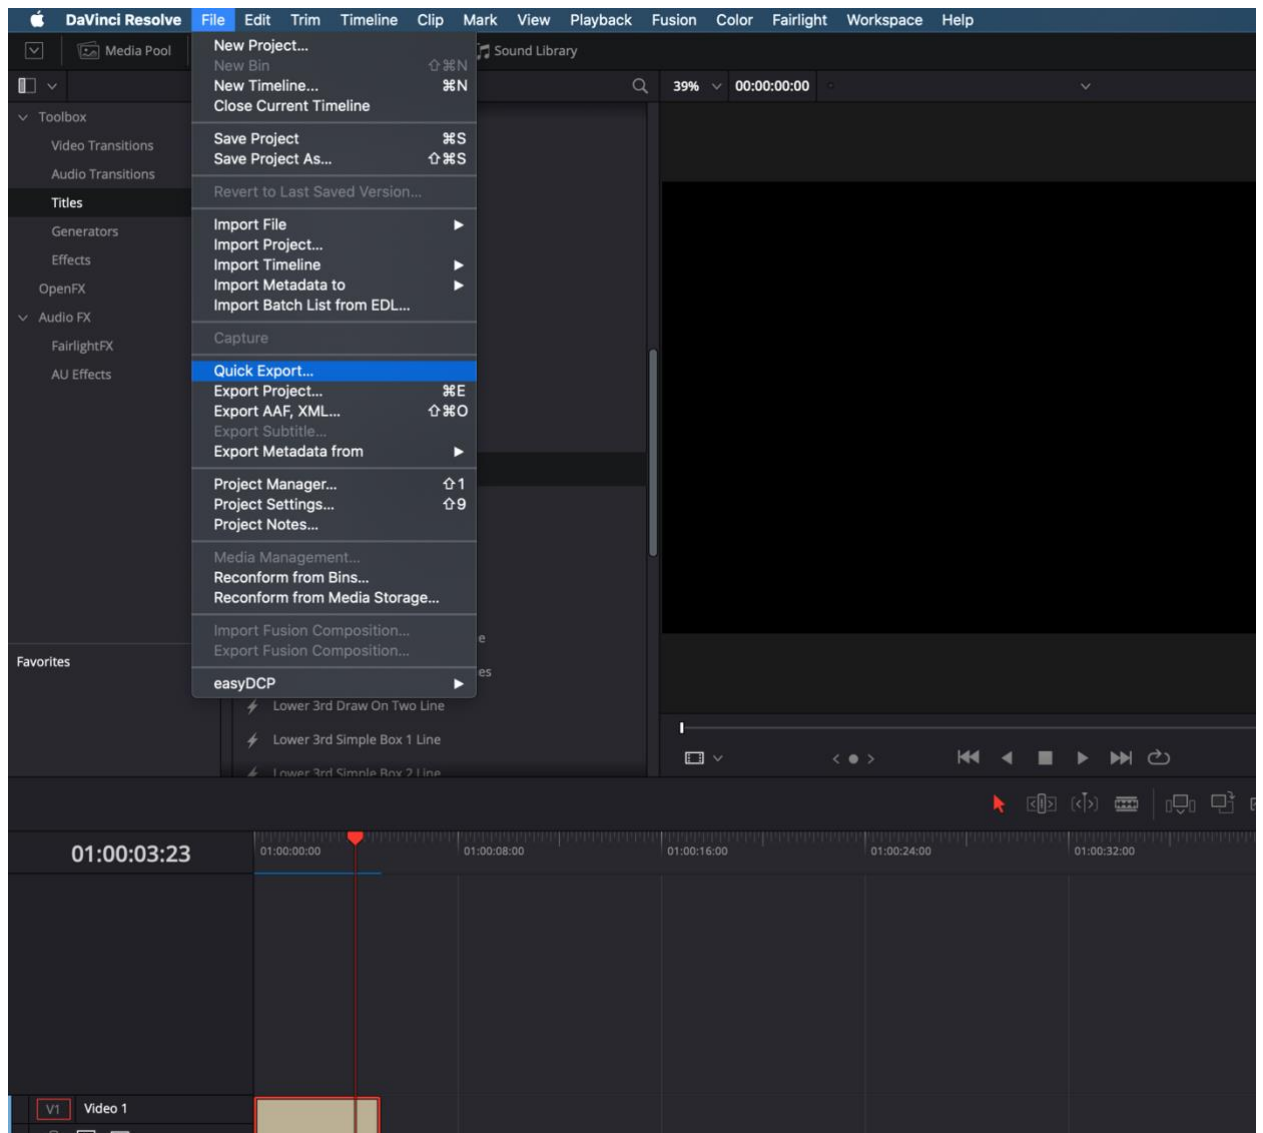 DaVinci Resolve File Edit Trim Timeline Clip Mark View Playback Fusion Color Fairlight Workspace Help
Media Pool
Sound Library
39% 00:00:00:00
Toolbox
Video Transitions
Audio Transitions
Titles
Generators
Effects
OpenFX
Audio FX
FairlightFX
AU Effects
Favorites
New Project...
New Bin ⇧⌘N
New Timeline... ⌘N
Close Current Timeline
Save Project ⌘S
Save Project As... ⇧⌘S
Revert to Last Saved Version...
Import File
Import Project...
Import Timeline
Import Metadata to
Import Batch List from EDL...
Capture
Quick Export...
Export Project... ⌘E
Export AAF, XML... ⇧⌘O
Export Subtitle...
Export Metadata from
Project Manager... ⇧1
Project Settings... ⇧9
Project Notes...
Media Management...
Reconform from Bins...
Reconform from Media Storage...
Import Fusion Composition...
Export Fusion Composition...
easyDCP
Lower 3rd Draw On Two Line
Lower 3rd Simple Box 1 Line
Lower 3rd Simple Box 2 Line
01:00:03:23
01:00:00:00 01:00:08:00 01:00:16:00 01:00:24:00 01:00:32:00
V1 Video 1